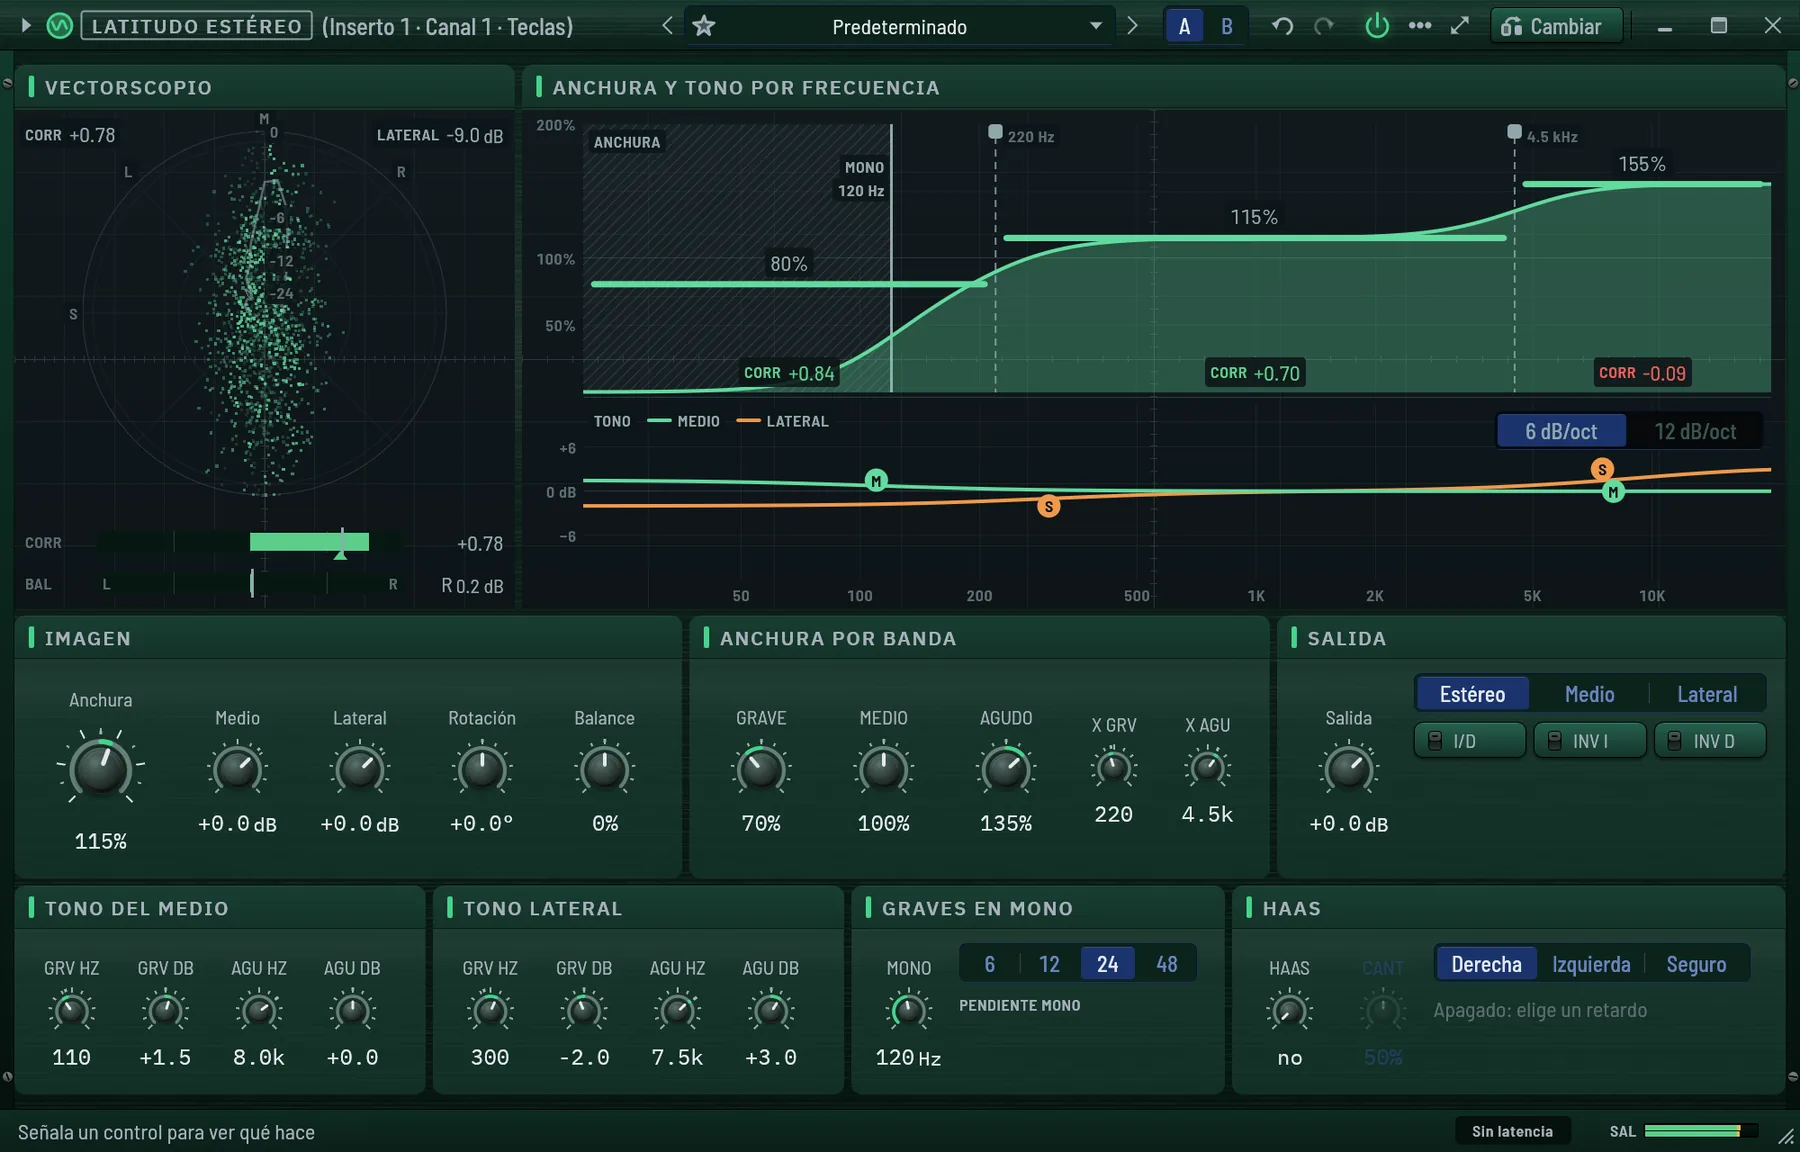 LATITUDO ESTÉREO (Inserto 1 · Canal 1 · Teclas)
Predeterminado
A B
Cambiar
VECTORSCOPIO
CORR +0.78
LATERAL -9.0 dB
M
0
L
R
-6
-12
-24
S
CORR
+0.78
BAL
L
R
R 0.2 dB
ANCHURA Y TONO POR FRECUENCIA
200%
ANCHURA
MONO
120 Hz
220 Hz
4.5 kHz
155%
115%
100%
80%
50%
CORR +0.84
CORR +0.70
CORR -0.09
TONO MEDIO LATERAL
6 dB/oct 12 dB/oct
+6
0 dB
-6
M
S
S
M
50 100 200 500 1K 2K 5K 10K
IMAGEN
Anchura
115%
Medio
+0.0 dB
Lateral
+0.0 dB
Rotación
+0.0°
Balance
0%
ANCHURA POR BANDA
GRAVE
70%
MEDIO
100%
AGUDO
135%
X GRV
220
X AGU
4.5k
SALIDA
Salida
+0.0 dB
Estéreo Medio Lateral
I/D INV I INV D
TONO DEL MEDIO
GRV HZ GRV DB AGU HZ AGU DB
110 +1.5 8.0k +0.0
TONO LATERAL
GRV HZ GRV DB AGU HZ AGU DB
300 -2.0 7.5k +3.0
GRAVES EN MONO
MONO
120 Hz
6 12 24 48
PENDIENTE MONO
HAAS
HAAS
no
CANT
50%
Derecha Izquierda Seguro
Apagado: elige un retardo
Señala un control para ver qué hace
Sin latencia
SAL